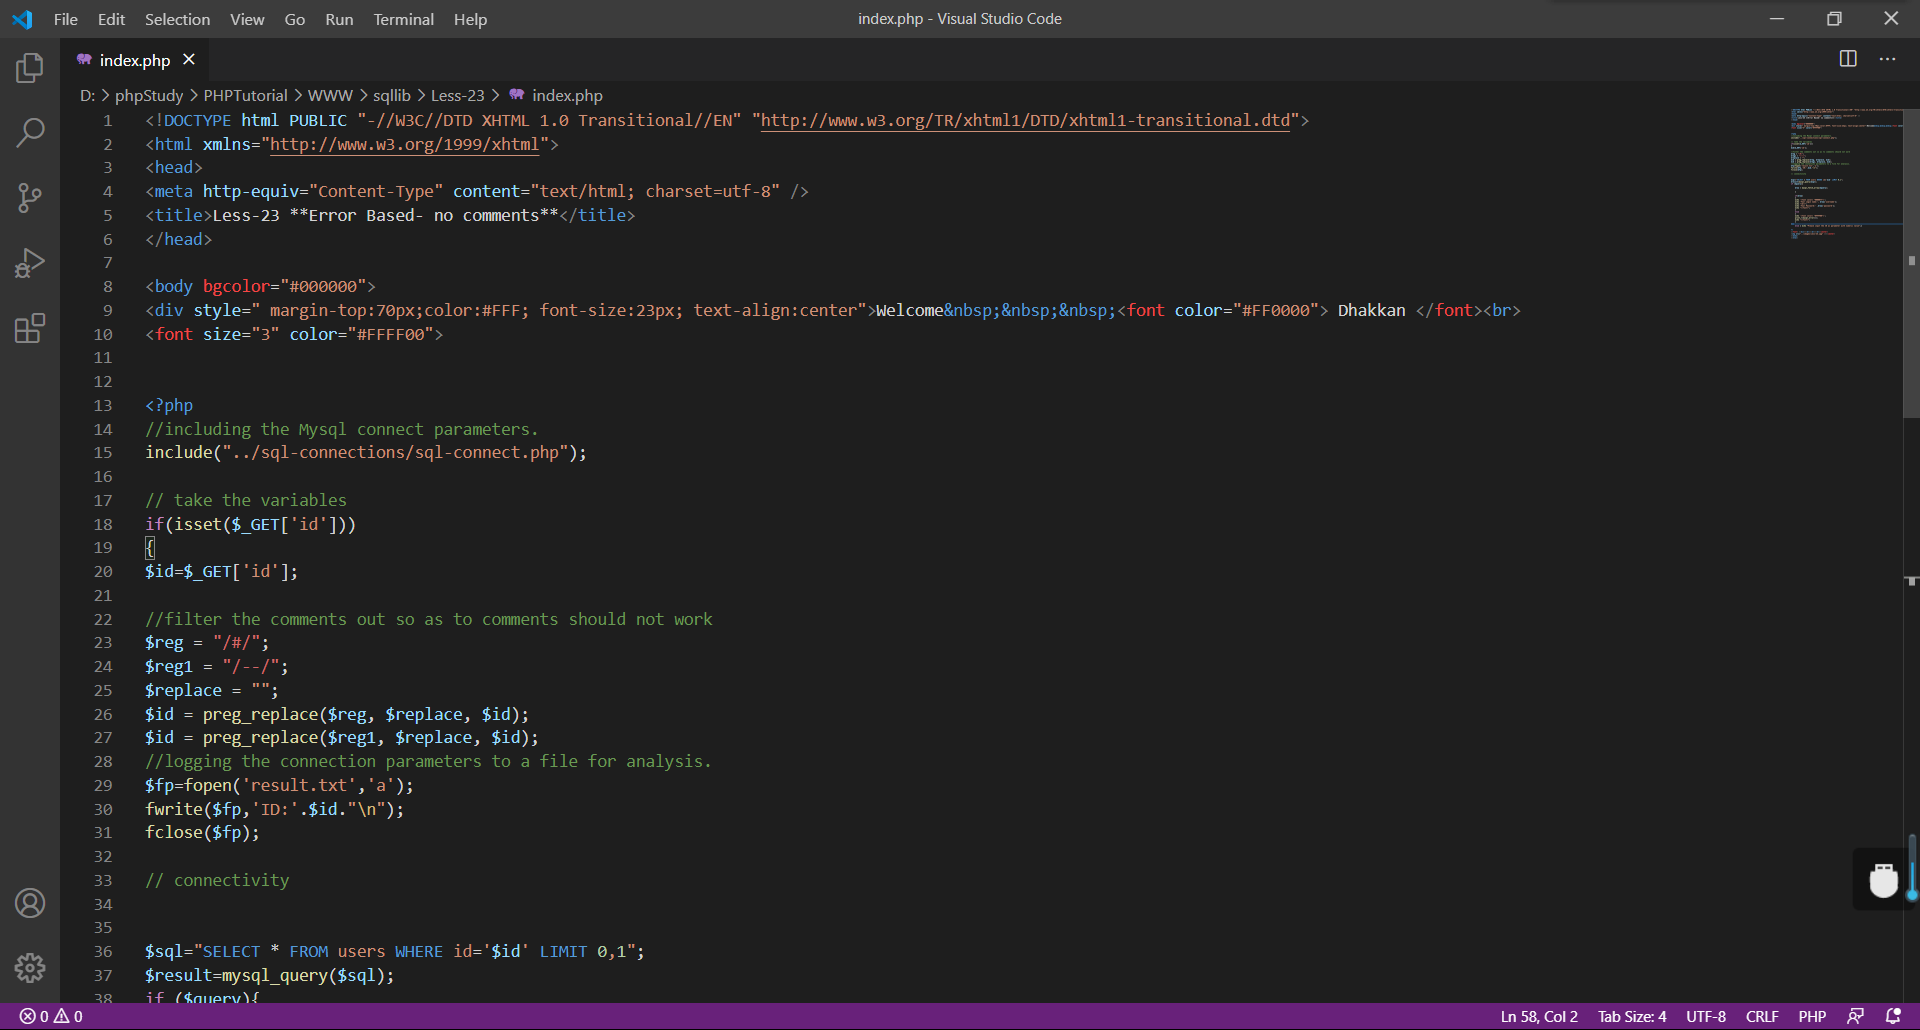 File Edit Selection View Go Run Terminal Help index.php - Visual Studio Code
index.php
D: > phpStudy > PHPTutorial > WWW > sqllib > Less-23 > index.php
1 <!DOCTYPE html PUBLIC "-//W3C//DTD XHTML 1.0 Transitional//EN" "http://www.w3.org/TR/xhtml1/DTD/xhtml1-transitional.dtd">
2 <html xmlns="http://www.w3.org/1999/xhtml">
3 <head>
4 <meta http-equiv="Content-Type" content="text/html; charset=utf-8" />
5 <title>Less-23 **Error Based- no comments**</title>
6 </head>
7
8 <body bgcolor="#000000">
9 <div style=" margin-top:70px;color:#FFF; font-size:23px; text-align:center">Welcome&nbsp;&nbsp;&nbsp;<font color="#FF0000"> Dhakkan </font><br>
10 <font size="3" color="#FFFF00">
11
12
13 <?php
14 //including the Mysql connect parameters.
15 include("../sql-connections/sql-connect.php");
16
17 // take the variables
18 if(isset($_GET['id']))
19 {
20 $id=$_GET['id'];
21
22 //filter the comments out so as to comments should not work
23 $reg = "/#/";
24 $reg1 = "/--/";
25 $replace = "";
26 $id = preg_replace($reg, $replace, $id);
27 $id = preg_replace($reg1, $replace, $id);
28 //logging the connection parameters to a file for analysis.
29 $fp=fopen('result.txt','a');
30 fwrite($fp,'ID:'.$id."\n");
31 fclose($fp);
32
33 // connectivity
34
35
36 $sql="SELECT * FROM users WHERE id='$id' LIMIT 0,1";
37 $result=mysql_query($sql);
38 if ($query){
0 0 Ln 58, Col 2 Tab Size: 4 UTF-8 CRLF PHP